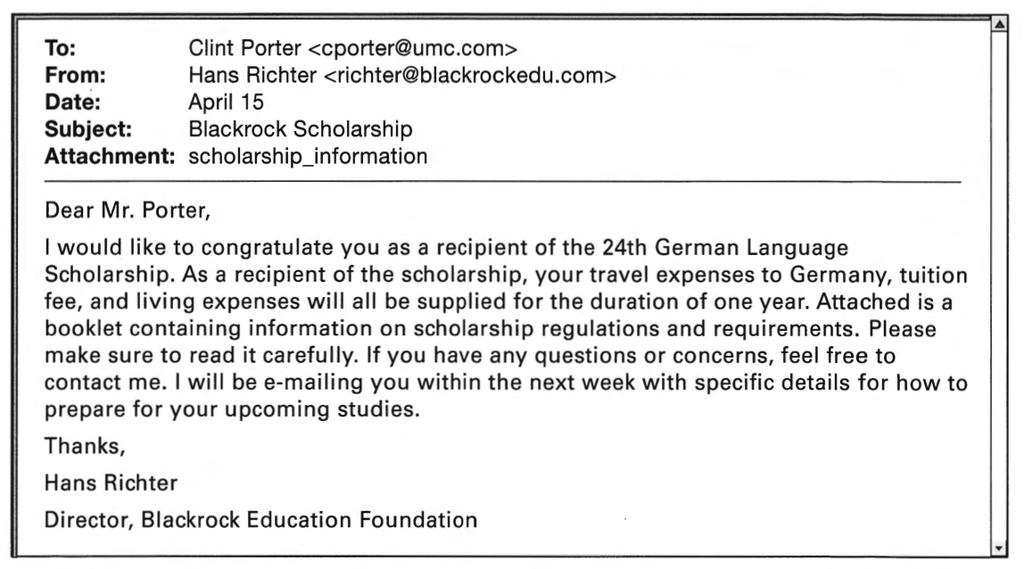 To: Clint Porter <cporter@umc.com>
From: Hans Richter <richter@blackrockedu.com>
Date: April 15
Subject: Blackrock Scholarship
Attachment: scholarship_information
Dear Mr. Porter,
I would like to congratulate you as a recipient of the 24th German Language
Scholarship. As a recipient of the scholarship, your travel expenses to Germany, tuition
fee, and living expenses will all be supplied for the duration of one year. Attached is a
booklet containing information on scholarship regulations and requirements. Please
make sure to read it carefully. If you have any questions or concerns, feel free to
contact me. I will be e-mailing you within the next week with specific details for how to
prepare for your upcoming studies.
Thanks,
Hans Richter
Director, Blackrock Education Foundation